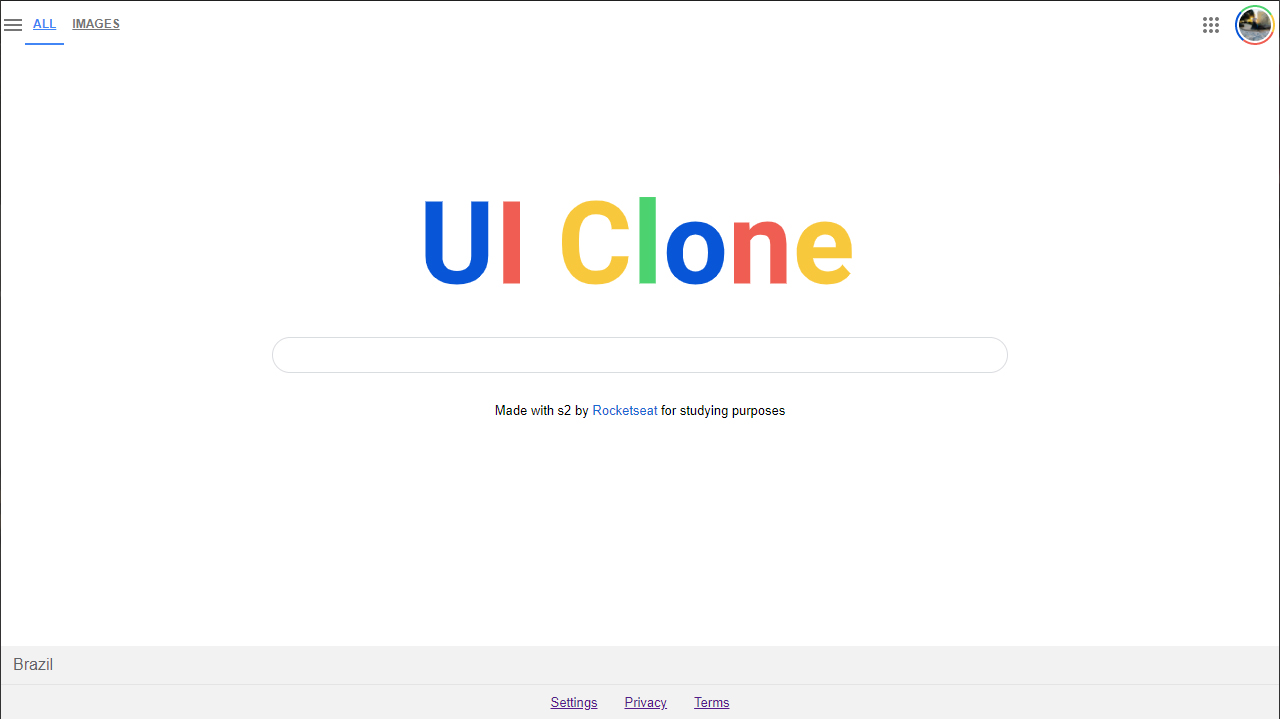 ALL IMAGES
UI Clone
Made with s2 by Rocketseat for studying purposes
Brazil
Settings Privacy Terms